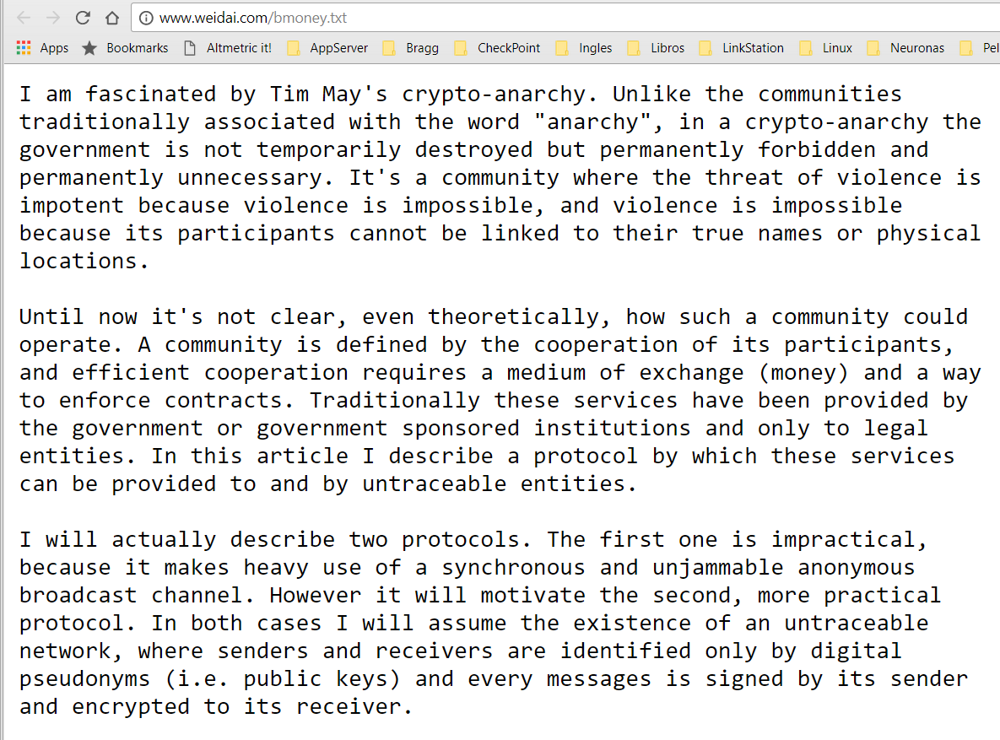 www.weidai.com/bmoney.txt
Apps Bookmarks Altmetric it! AppServer Bragg CheckPoint Ingles Libros LinkStation Linux Neuronas Pel
I am fascinated by Tim May's crypto-anarchy. Unlike the communities
traditionally associated with the word "anarchy", in a crypto-anarchy the
government is not temporarily destroyed but permanently forbidden and
permanently unnecessary. It's a community where the threat of violence is
impotent because violence is impossible, and violence is impossible
because its participants cannot be linked to their true names or physical
locations.
Until now it's not clear, even theoretically, how such a community could
operate. A community is defined by the cooperation of its participants,
and efficient cooperation requires a medium of exchange (money) and a way
to enforce contracts. Traditionally these services have been provided by
the government or government sponsored institutions and only to legal
entities. In this article I describe a protocol by which these services
can be provided to and by untraceable entities.
I will actually describe two protocols. The first one is impractical,
because it makes heavy use of a synchronous and unjammable anonymous
broadcast channel. However it will motivate the second, more practical
protocol. In both cases I will assume the existence of an untraceable
network, where senders and receivers are identified only by digital
pseudonyms (i.e. public keys) and every messages is signed by its sender
and encrypted to its receiver.